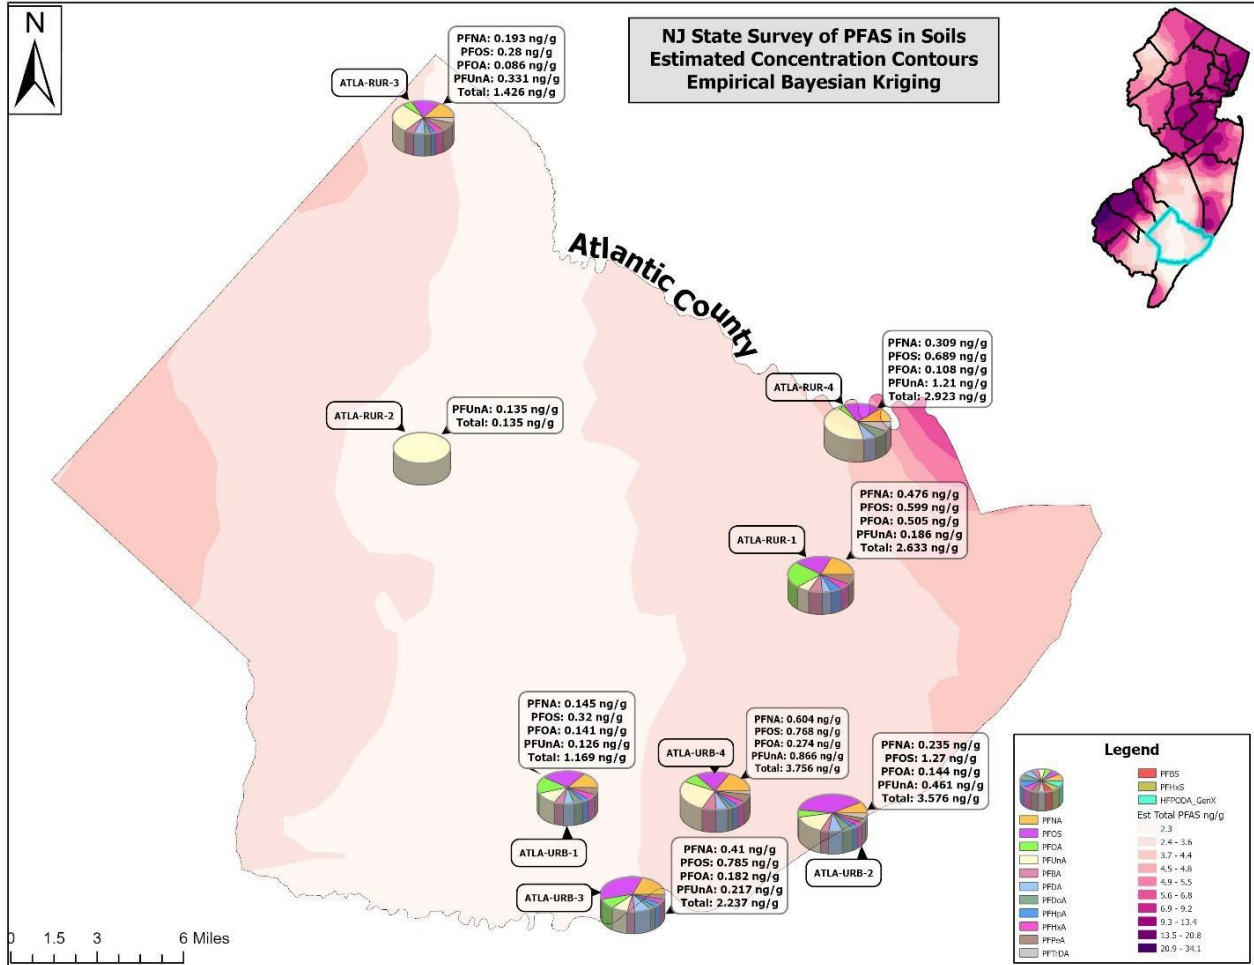 N
NJ State Survey of PFAS in Soils
Estimated Concentration Contours
Empirical Bayesian Kriging
ATLA-RUR-3
PFNA: 0.193 ng/g
PFOS: 0.28 ng/g
PFOA: 0.086 ng/g
PFUnA: 0.331 ng/g
Total: 1.426 ng/g
Atlantic County
ATLA-RUR-4
PFNA: 0.309 ng/g
PFOS: 0.689 ng/g
PFOA: 0.108 ng/g
PFUnA: 1.21 ng/g
Total: 2.923 ng/g
ATLA-RUR-2
PFUnA: 0.135 ng/g
Total: 0.135 ng/g
ATLA-RUR-1
PFNA: 0.476 ng/g
PFOS: 0.599 ng/g
PFOA: 0.505 ng/g
PFUnA: 0.186 ng/g
Total: 2.633 ng/g
PFNA: 0.145 ng/g
PFOS: 0.32 ng/g
PFOA: 0.141 ng/g
PFUnA: 0.126 ng/g
Total: 1.169 ng/g
ATLA-URB-1
ATLA-URB-4
PFNA: 0.604 ng/g
PFOS: 0.768 ng/g
PFOA: 0.274 ng/g
PFUnA: 0.866 ng/g
Total: 3.756 ng/g
PFNA: 0.235 ng/g
PFOS: 1.27 ng/g
PFOA: 0.144 ng/g
PFUnA: 0.461 ng/g
Total: 3.576 ng/g
ATLA-URB-2
ATLA-URB-3
PFNA: 0.41 ng/g
PFOS: 0.785 ng/g
PFOA: 0.182 ng/g
PFUnA: 0.217 ng/g
Total: 2.237 ng/g
0 1.5 3 6 Miles
Legend
PFNA
PFOS
PFOA
PFUnA
PFBA
PFDA
PFDoA
PFHpA
PFHxA
PFPeA
PFTrDA
PFBS
PFHxS
HFPODA_GenX
Est Total PFAS ng/g
2.3
2.4 - 3.6
3.7 - 4.4
4.5 - 4.8
4.9 - 5.5
5.6 - 6.8
6.9 - 9.2
9.3 - 13.4
13.5 - 20.8
20.9 - 34.1